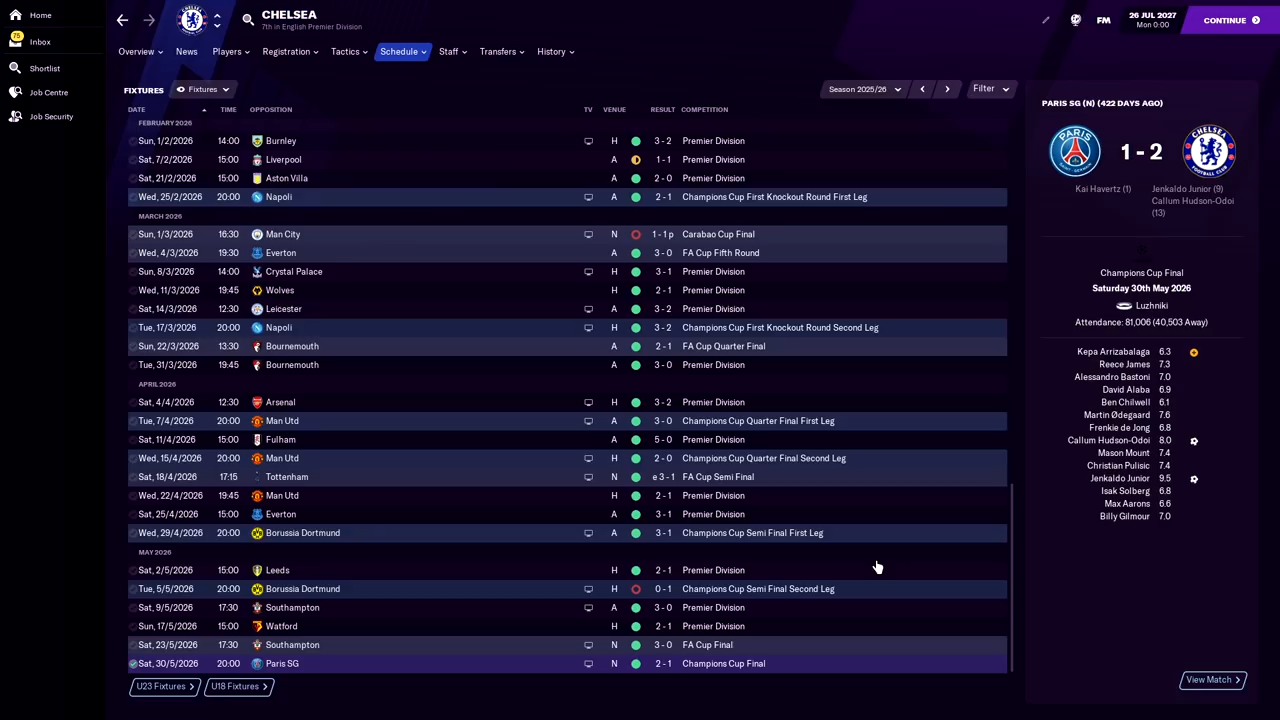 Home
75
Inbox
Shortlist
Job Centre
Job Security
CHELSEA
7th in English Premier Division
FM
26 JUL 2027
Mon 0:00
CONTINUE
Overview News Players Registration Tactics Schedule Staff Transfers History
FIXTURES Fixtures Season 2025/26 Filter
DATE TIME OPPOSITION TV VENUE RESULT COMPETITION
FEBRUARY 2026
Sun, 1/2/2026 14:00 Burnley H 3 - 2 Premier Division
Sat, 7/2/2026 15:00 Liverpool A 1 - 1 Premier Division
Sat, 21/2/2026 15:00 Aston Villa A 2 - 0 Premier Division
Wed, 25/2/2026 20:00 Napoli A 2 - 1 Champions Cup First Knockout Round First Leg
MARCH 2026
Sun, 1/3/2026 16:30 Man City N 1 - 1 p Carabao Cup Final
Wed, 4/3/2026 19:30 Everton A 3 - 0 FA Cup Fifth Round
Sun, 8/3/2026 14:00 Crystal Palace H 3 - 1 Premier Division
Wed, 11/3/2026 19:45 Wolves H 2 - 1 Premier Division
Sat, 14/3/2026 12:30 Leicester A 3 - 2 Premier Division
Tue, 17/3/2026 20:00 Napoli H 3 - 2 Champions Cup First Knockout Round Second Leg
Sun, 22/3/2026 13:30 Bournemouth A 2 - 1 FA Cup Quarter Final
Tue, 31/3/2026 19:45 Bournemouth A 3 - 0 Premier Division
APRIL 2026
Sat, 4/4/2026 12:30 Arsenal H 3 - 2 Premier Division
Tue, 7/4/2026 20:00 Man Utd A 3 - 0 Champions Cup Quarter Final First Leg
Sat, 11/4/2026 15:00 Fulham A 5 - 0 Premier Division
Wed, 15/4/2026 20:00 Man Utd H 2 - 0 Champions Cup Quarter Final Second Leg
Sat, 18/4/2026 17:15 Tottenham N e 3 - 1 FA Cup Semi Final
Wed, 22/4/2026 19:45 Man Utd H 2 - 1 Premier Division
Sat, 25/4/2026 15:00 Everton A 3 - 1 Premier Division
Wed, 29/4/2026 20:00 Borussia Dortmund A 3 - 1 Champions Cup Semi Final First Leg
MAY 2026
Sat, 2/5/2026 15:00 Leeds H 2 - 1 Premier Division
Tue, 5/5/2026 20:00 Borussia Dortmund H 0 - 1 Champions Cup Semi Final Second Leg
Sat, 9/5/2026 17:30 Southampton A 3 - 0 Premier Division
Sun, 17/5/2026 15:00 Watford H 2 - 1 Premier Division
Sat, 23/5/2026 17:30 Southampton N 3 - 0 FA Cup Final
Sat, 30/5/2026 20:00 Paris SG N 2 - 1 Champions Cup Final
U23 Fixtures U18 Fixtures
PARIS SG (N) (422 DAYS AGO)
PARIS
1 - 2
Kai Havertz (1) Jenkaldo Junior (9)
Callum Hudson-Odoi
(13)
Champions Cup Final
Saturday 30th May 2026
Luzhniki
Attendance: 81,006 (40,503 Away)
Kepa Arrizabalaga 6.3
Reece James 7.3
Alessandro Bastoni 7.0
David Alaba 6.9
Ben Chilwell 6.1
Martin Ødegaard 7.6
Frenkie de Jong 6.8
Callum Hudson-Odoi 8.0
Mason Mount 7.4
Christian Pulisic 7.4
Jenkaldo Junior 9.5
Isak Solberg 6.8
Max Aarons 6.6
Billy Gilmour 7.0
View Match